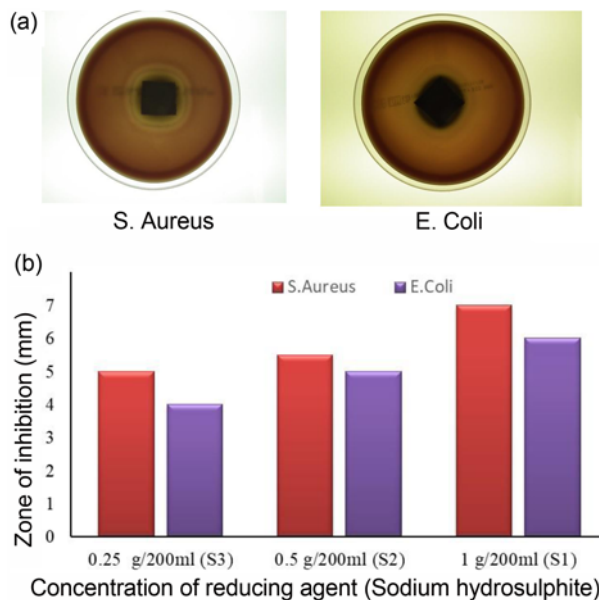 (a)
S. Aureus
E. Coli
(b)
S.Aureus
E.Coli
Zone of inhibition (mm)
7
6
5
4
3
2
1
0
0.25 g/200ml (S3)
0.5 g/200ml (S2)
1 g/200ml (S1)
Concentration of reducing agent (Sodium hydrosulphite)